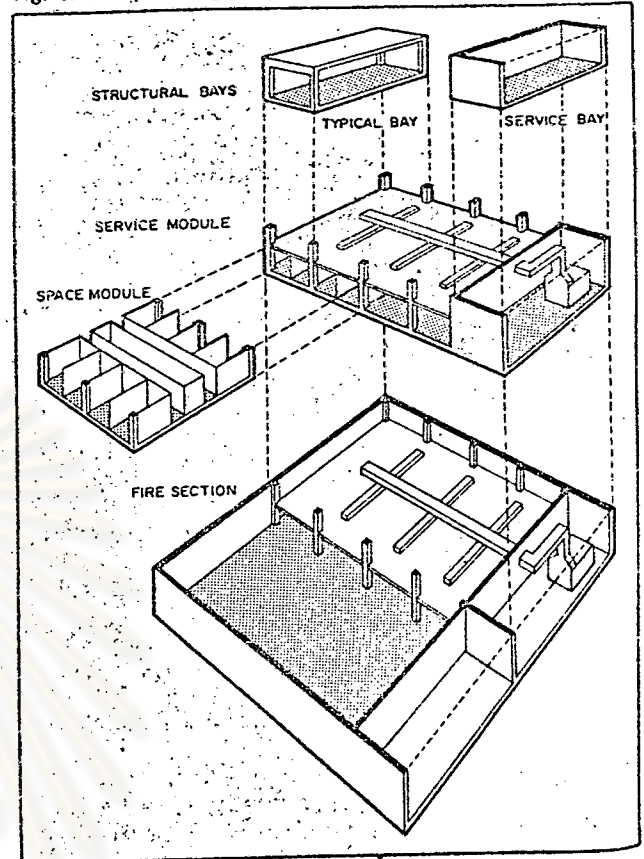 STRUCTURAL BAYS
TYPICAL BAY
SERVICE BAY
SERVICE MODULE
SPACE MODULE
FIRE SECTION